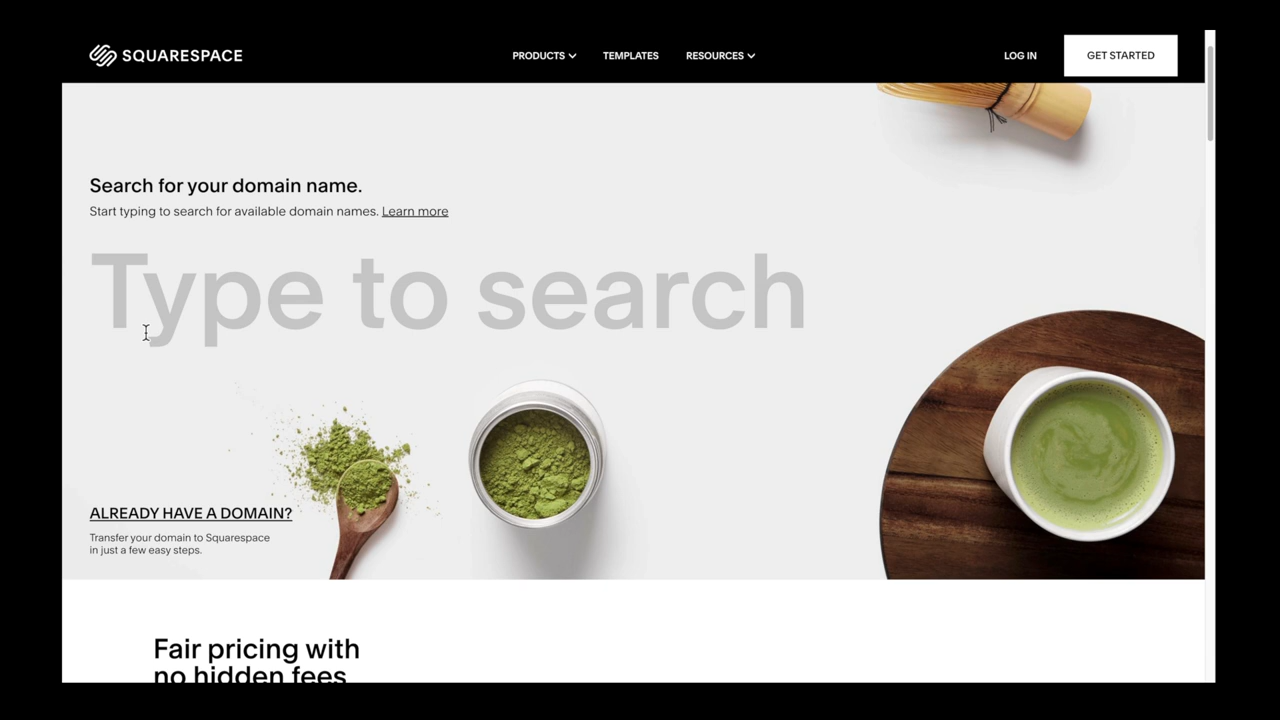 SQUARESPACE
PRODUCTS TEMPLATES RESOURCES
LOG IN GET STARTED
Search for your domain name.
Start typing to search for available domain names. Learn more
Type to search
ALREADY HAVE A DOMAIN?
Transfer your domain to Squarespace
in just a few easy steps.
Fair pricing with
no hidden fees